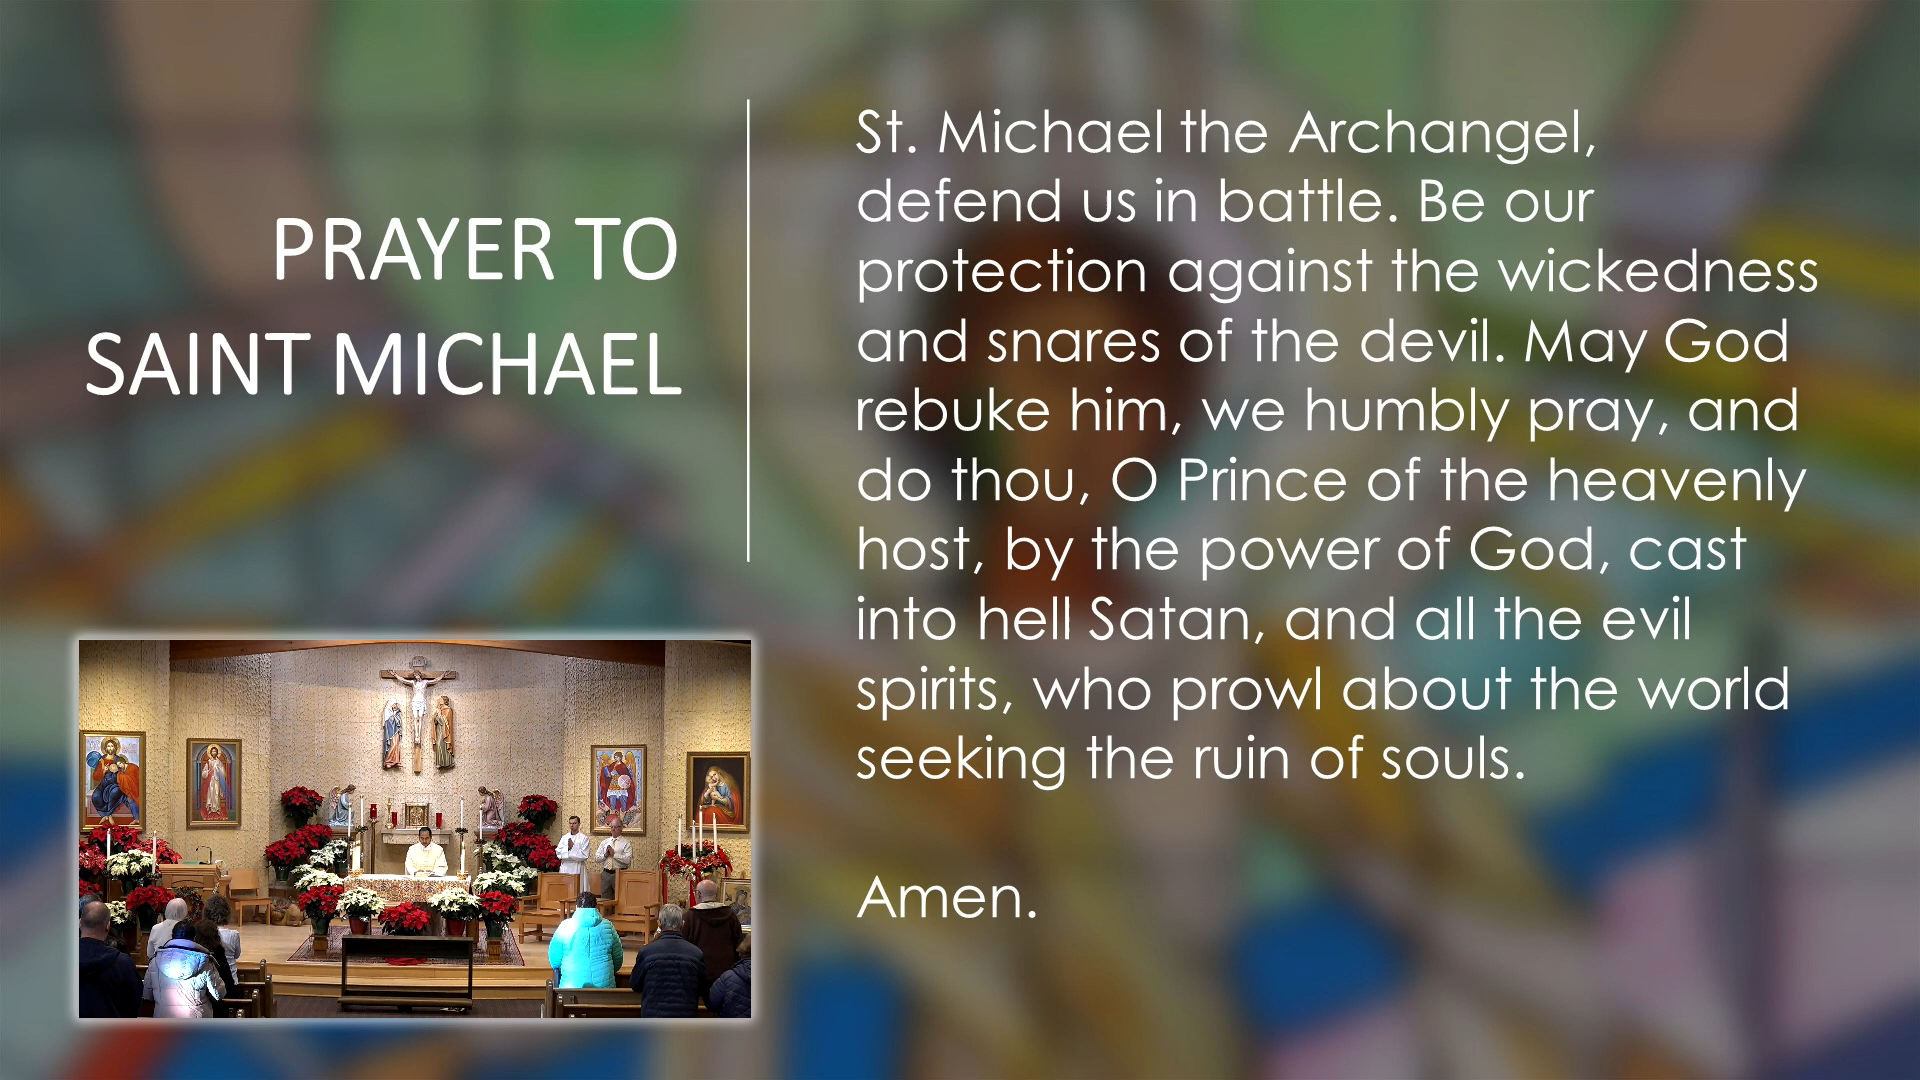 PRAYER TO
SAINT MICHAEL
St. Michael the Archangel,
defend us in battle. Be our
protection against the wickedness
and snares of the devil. May God
rebuke him, we humbly pray, and
do thou, O Prince of the heavenly
host, by the power of God, cast
into hell Satan, and all the evil
spirits, who prowl about the world
seeking the ruin of souls.
Amen.